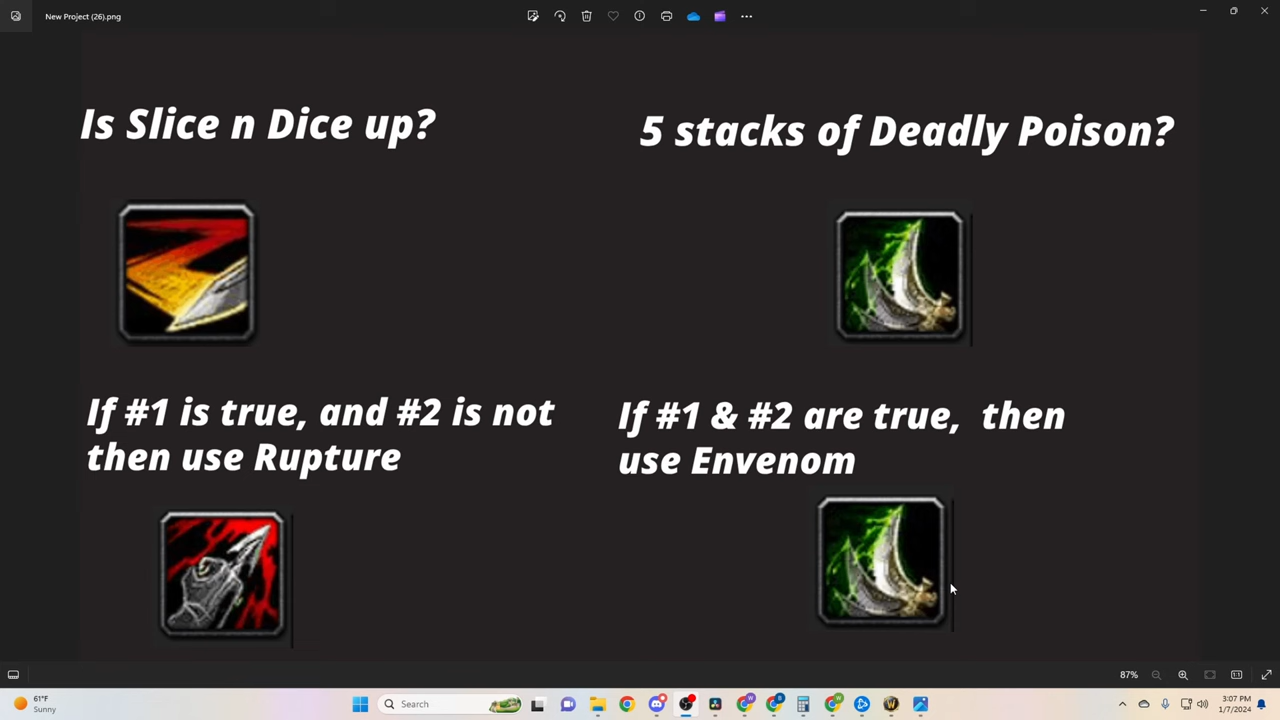 New Project (26).png
Is Slice n Dice up?
5 stacks of Deadly Poison?
If #1 is true, and #2 is not
then use Rupture
If #1 & #2 are true, then
use Envenom
87%
61°F
Sunny
Search
3:07 PM
1/7/2024